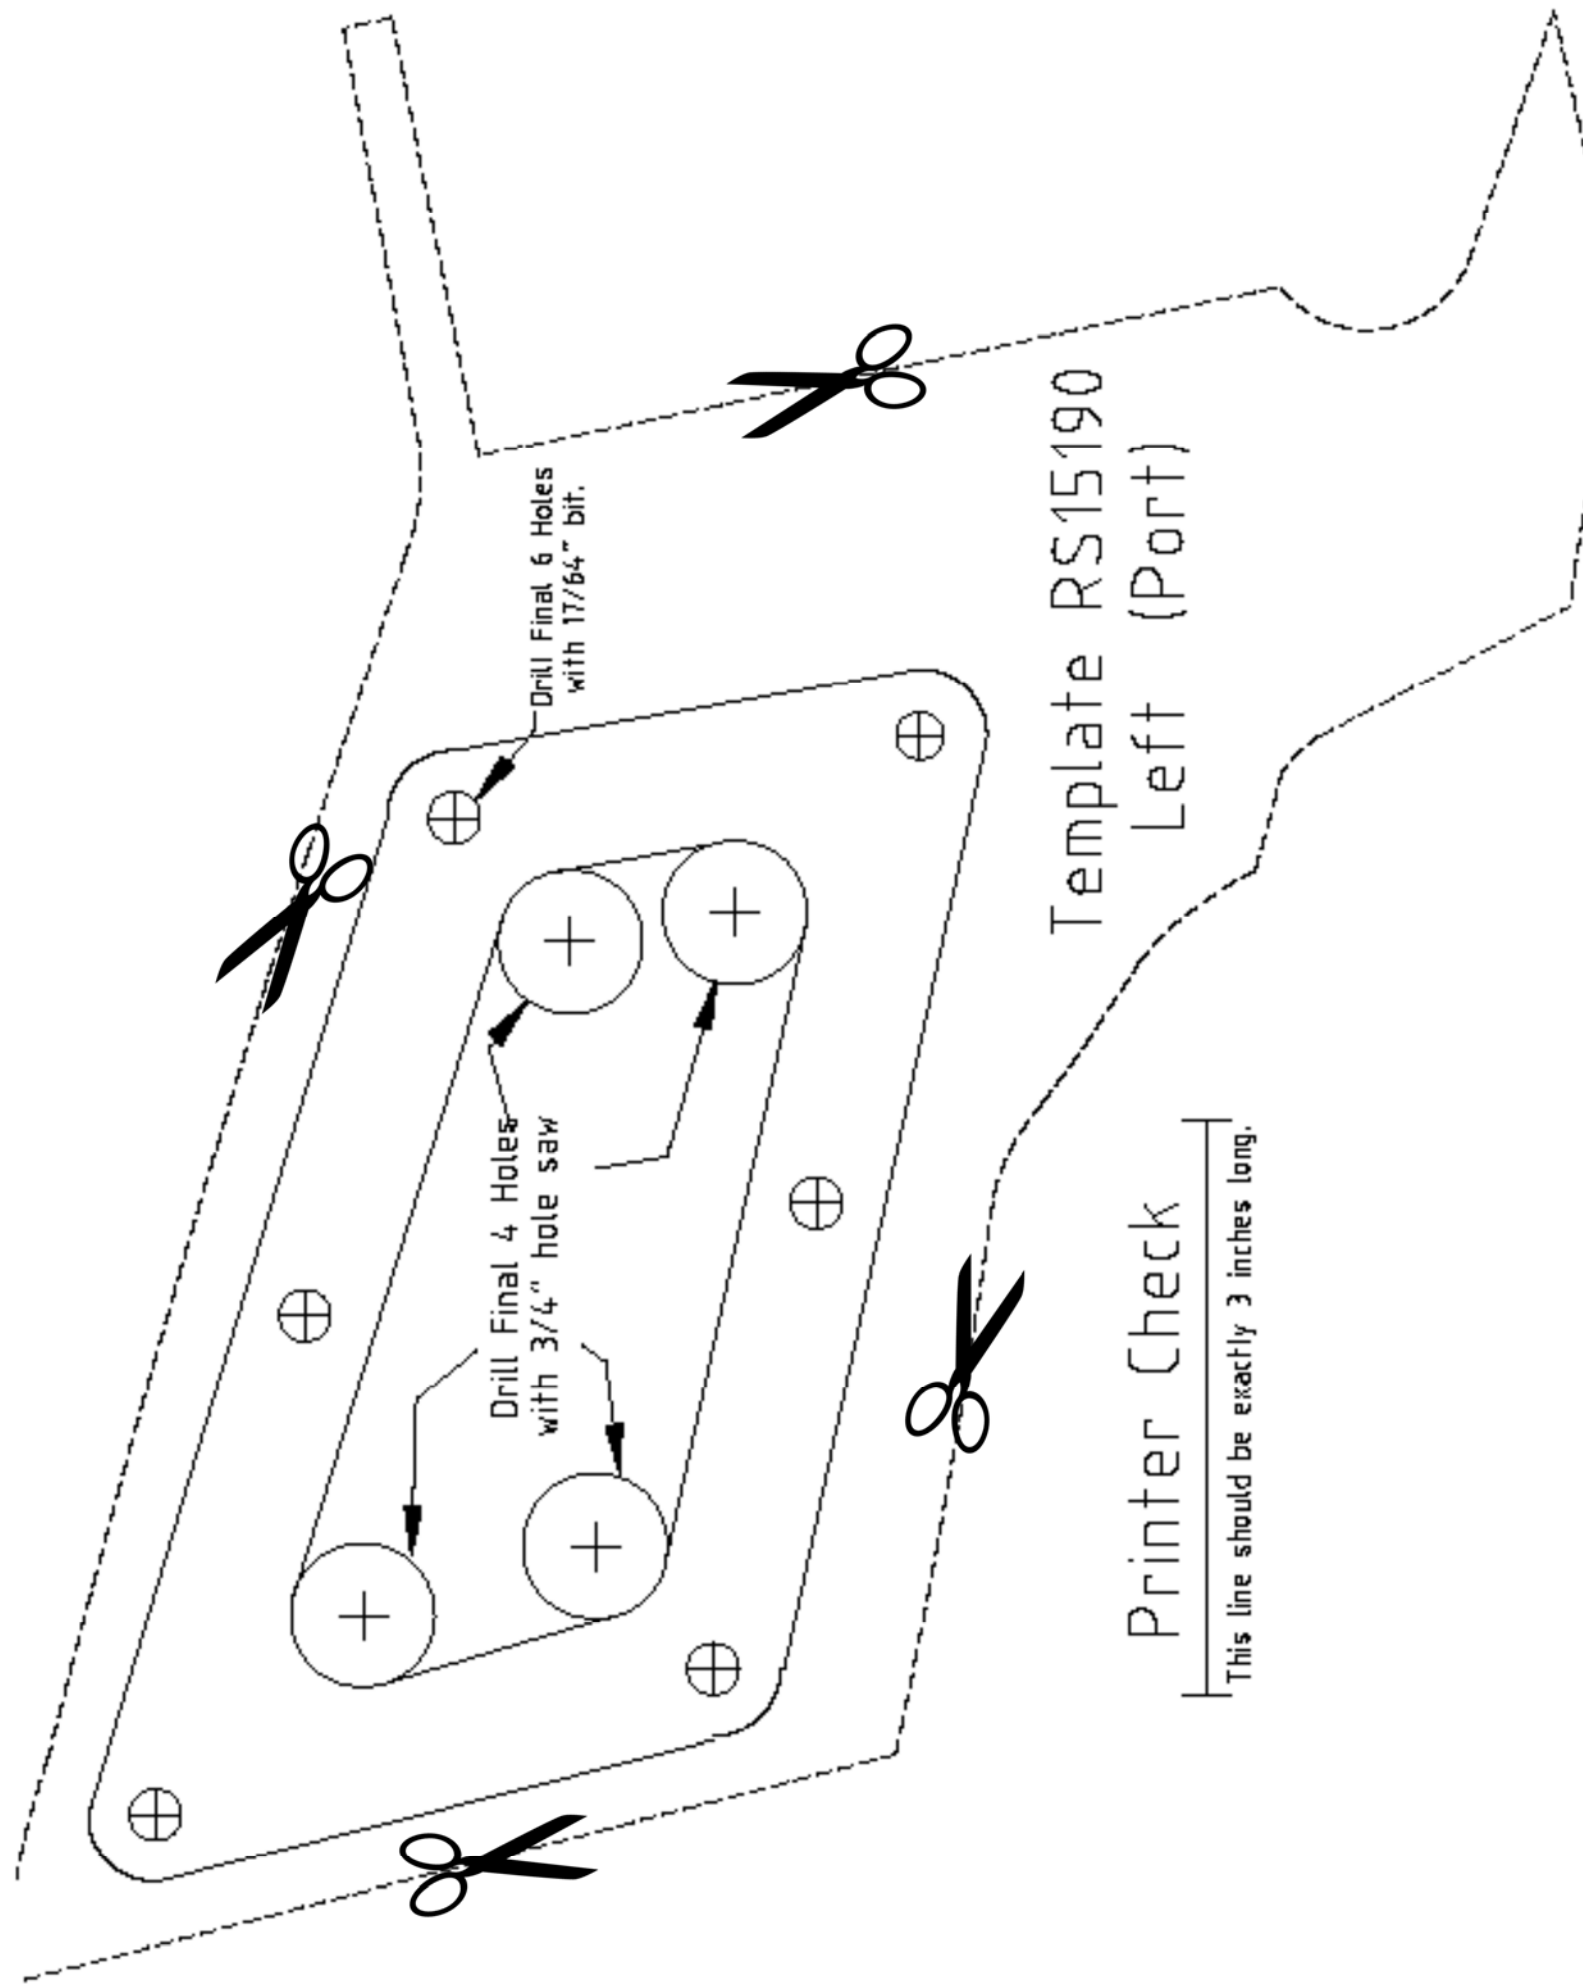 Drill Final 6 Holes
with 17/64" bit.
Drill Final 4 Holes
with 3/4" hole saw
Template RS15190
Left (Port)
Printer Check
This line should be exactly 3 inches long.